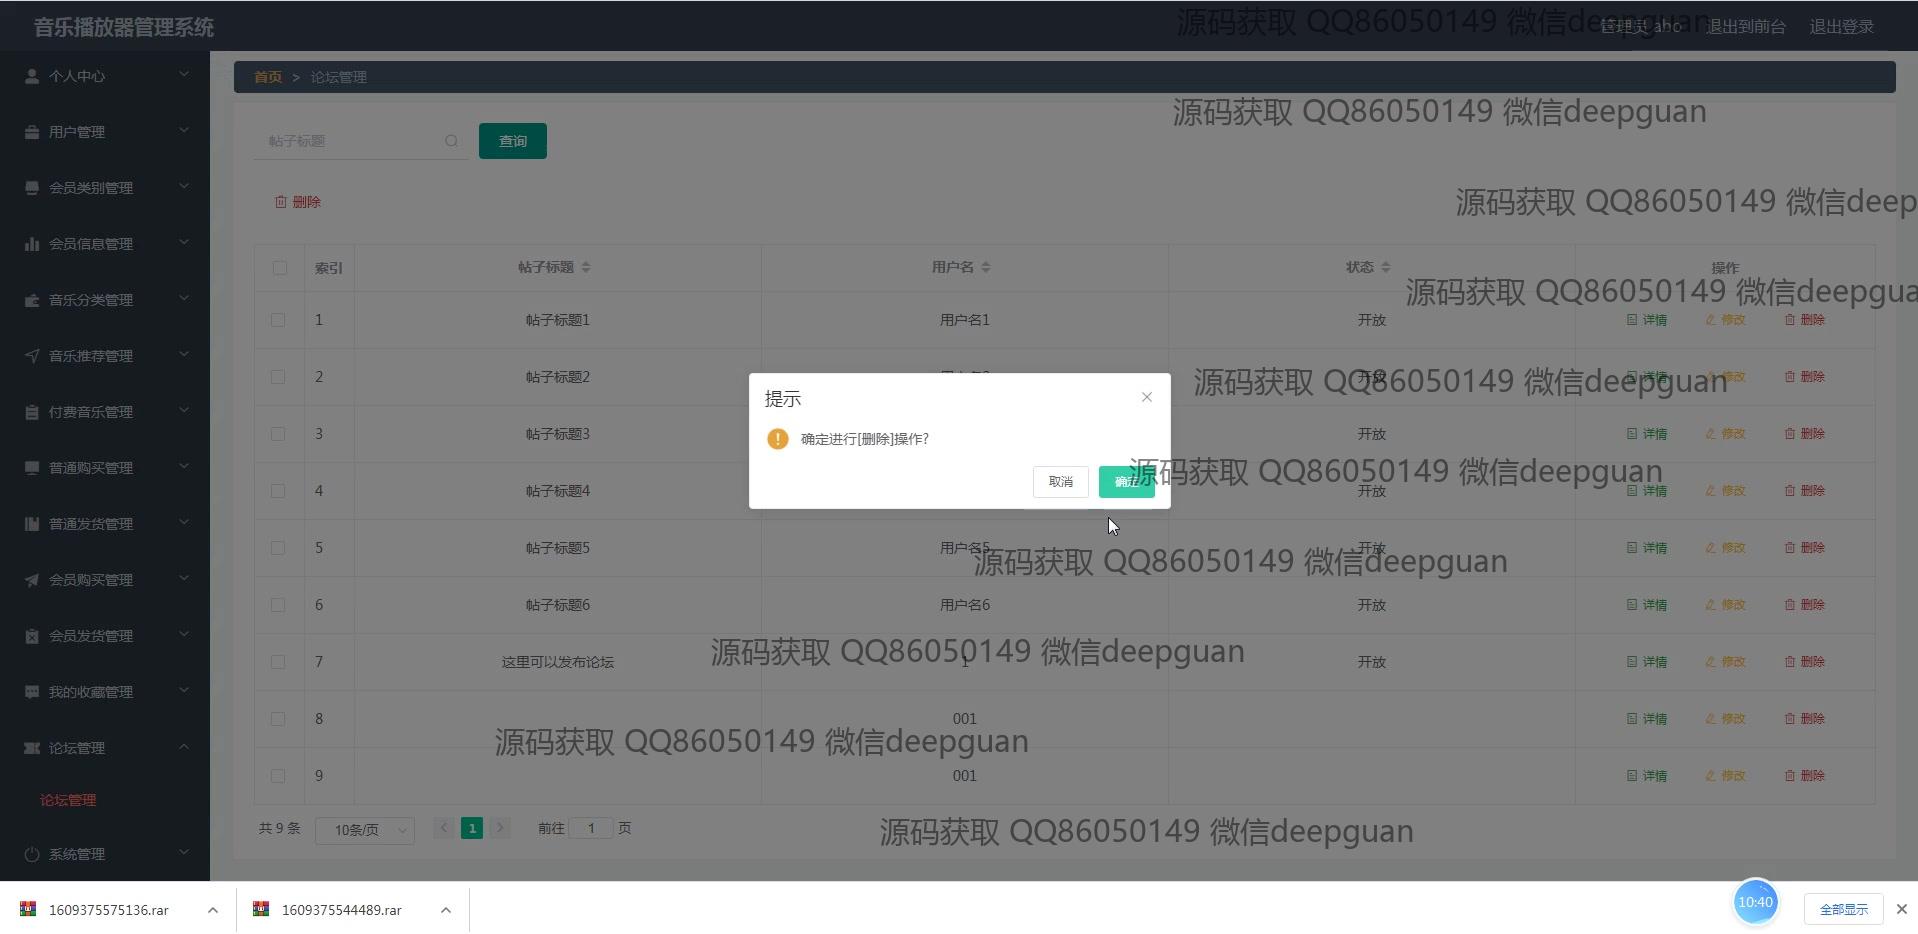 音乐播放器管理系统
源码获取 QQ86050149 微信deepguan
管理员 abo
退出到前台
退出登录
个人中心
首页 > 论坛管理
源码获取 QQ86050149 微信deepguan
用户管理
帖子标题
查询
会员类别管理
删除
源码获取 QQ86050149 微信deep
会员信息管理
索引 帖子标题 用户名 状态 操作
音乐分类管理
源码获取 QQ86050149 微信deepgua
1 帖子标题1 用户名1 开放 详情 修改 删除
音乐推荐管理
2 帖子标题2 开放 详情 修改 删除
源码获取 QQ86050149 微信deepguan
提示
付费音乐管理
3 帖子标题3 开放 详情 修改 删除
确定进行[删除]操作?
普通购买管理
源码获取 QQ86050149 微信deepguan
取消 确定
4 帖子标题4 开放 详情 修改 删除
普通发货管理
5 帖子标题5 用户名5 开放 详情 修改 删除
源码获取 QQ86050149 微信deepguan
会员购买管理
6 帖子标题6 用户名6 开放 详情 修改 删除
会员发货管理
源码获取 QQ86050149 微信deepguan
7 这里可以发布论坛 1 开放 详情 修改 删除
我的收藏管理
8 001 详情 修改 删除
源码获取 QQ86050149 微信deepguan
论坛管理
9 001 详情 修改 删除
论坛管理
共 9 条 10条/页 1 前往 1 页
源码获取 QQ86050149 微信deepguan
系统管理
1609375575136.rar
1609375544489.rar
10:40
全部显示